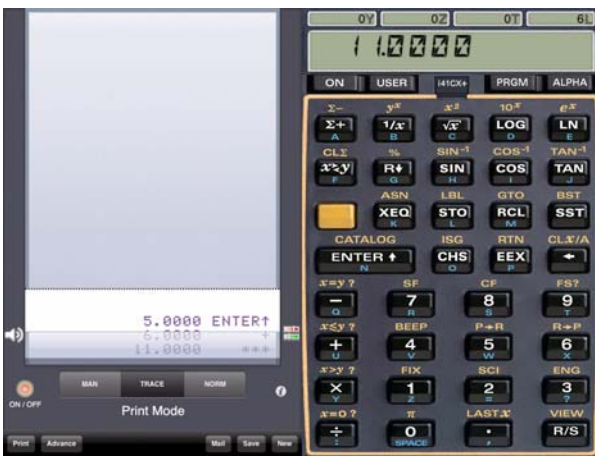 0Y 0Z 0T 6L
11.0000
ON USER I41CX+ PRGM ALPHA
Σ− yˣ x² 10ˣ eˣ
Σ+ 1/x √x LOG LN
A B C D E
CLΣ % SIN⁻¹ COS⁻¹ TAN⁻¹
x≷y R↓ SIN COS TAN
F G H I J
ASN LBL GTO BST
XEQ STO RCL SST
K L M
CATALOG ISG RTN CLX/A
ENTER↑ CHS EEX ←
N O P
x=y? SF CF FS?
− 7 8 9
Q R S T
x≤y? BEEP P→R R→P
+ 4 5 6
U V W X
x>y? FIX SCI ENG
× 1 2 3
Y Z = ?
x=0? π LASTX VIEW
÷ 0 . R/S
: SPACE ,
5.0000 ENTER↑
6.0000 +
11.0000 ***
MAN TRACE NORM i
ON / OFF
Print Mode
Print Advance Mail Save New